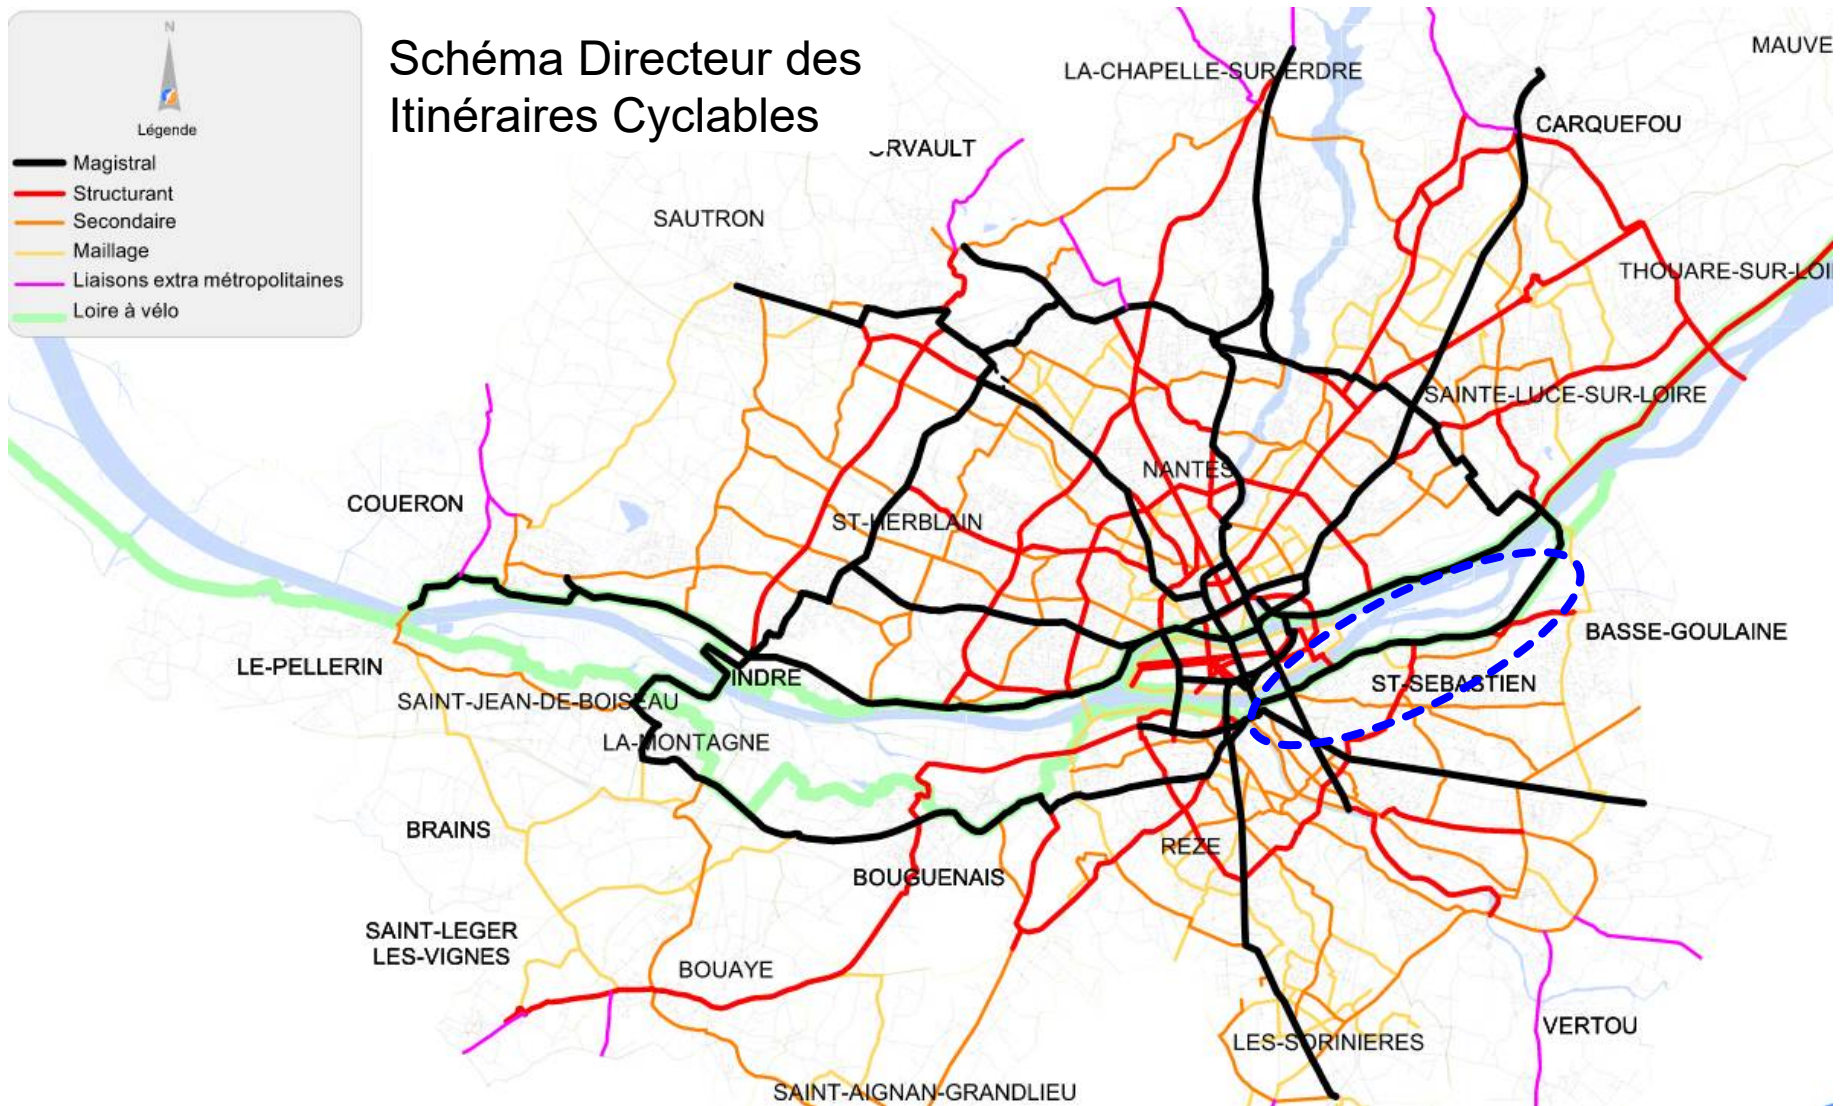 N
Légende
Magistral
Structurant
Secondaire
Maillage
Liaisons extra métropolitaines
Loire à vélo
Schéma Directeur des
Itinéraires Cyclables
MAUVE
LA-CHAPELLE-SUR-ERDRE
CARQUEFOU
RVAULT
SAUTRON
THOUARE-SUR-LOI
SAINTE-LUCE-SUR-LOIRE
NANTES
COUERON
ST-HERBLAIN
BASSE-GOULAINE
LE-PELLERIN
INDRE
ST-SEBASTIEN
SAINT-JEAN-DE-BOISEAU
LA-MONTAGNE
BRAINS
REZE
BOUGUENAIS
SAINT-LEGER
LES-VIGNES
BOUAYE
VERTOU
LES-SORINIERES
SAINT-AIGNAN-GRANDLIEU